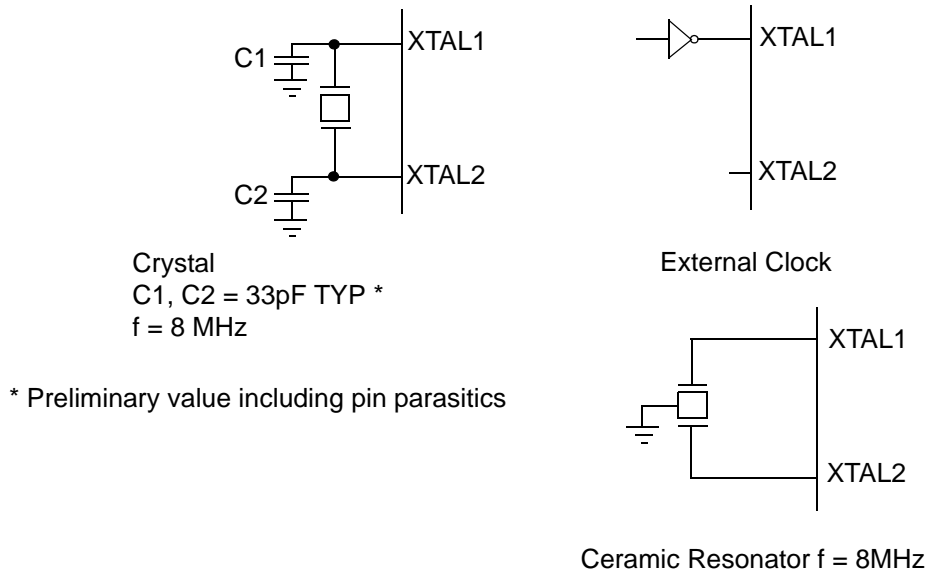 C1
XTAL1
C2
XTAL2
Crystal
C1, C2 = 33pF TYP *
f = 8 MHz
* Preliminary value including pin parasitics
XTAL1
XTAL2
External Clock
XTAL1
XTAL2
Ceramic Resonator f = 8MHz